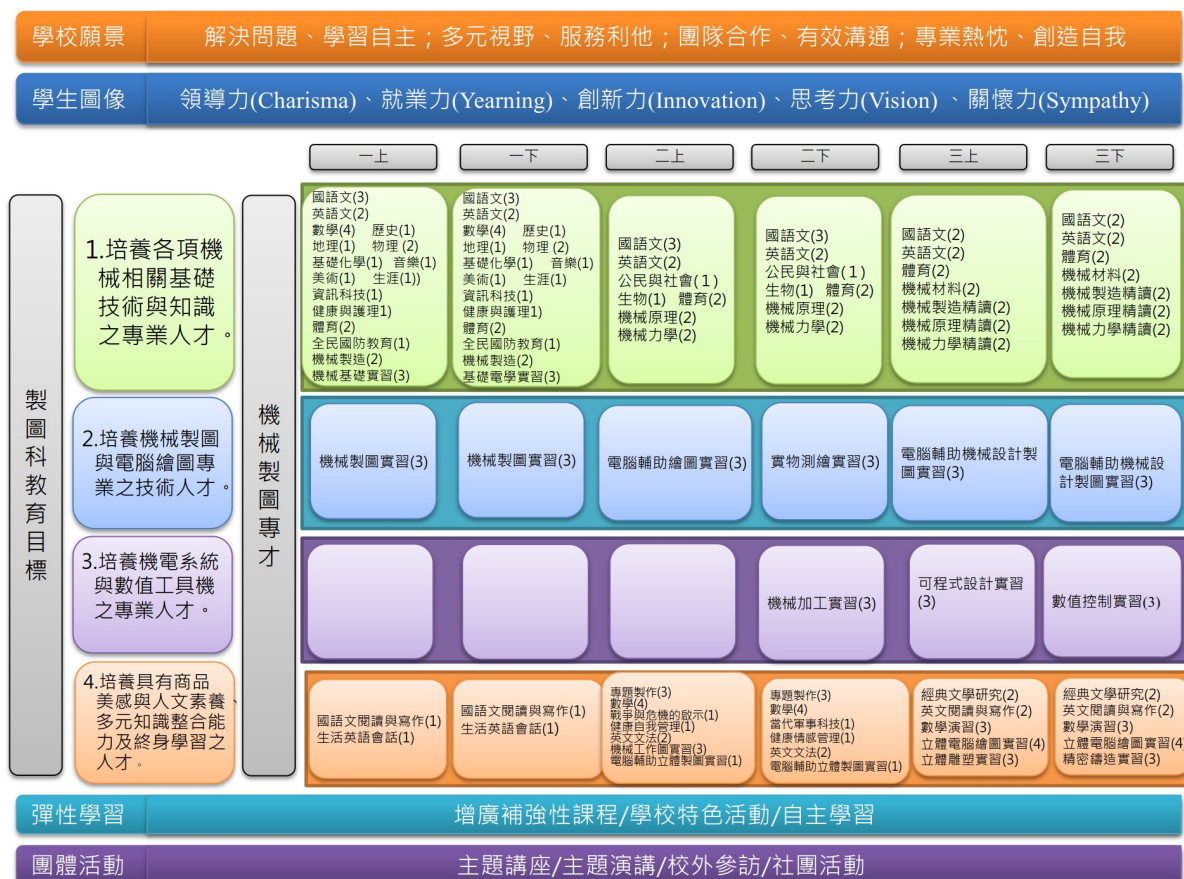 學校願景 解決問題、學習自主；多元視野、服務利他；團隊合作、有效溝通；專業熱忱、創造自我
學生圖像 領導力(Charisma)、就業力(Yearning)、創新力(Innovation)、思考力(Vision)、關懷力(Sympathy)
一上 一下 二上 二下 三上 三下
製圖科教育目標
機械製圖專才
1.培養各項機
械相關基礎
技術與知識
之專業人才。
國語文(3)
英語文(2)
數學(4) 歷史(1)
地理(1) 物理(2)
基礎化學(1) 音樂(1)
美術(1) 生涯(1))
資訊科技(1)
健康與護理1)
體育(2)
全民國防教育(1)
機械製造(2)
機械基礎實習(3)
國語文(3)
英語文(2)
數學(4) 歷史(1)
地理(1) 物理 (2)
基礎化學(1) 音樂(1)
美術(1) 生涯(1)
資訊科技(1)
健康與護理1)
體育(2)
全民國防教育(1)
機械製造(2)
基礎電學實習(3)
國語文(3)
英語文(2)
公民與社會(１)
生物(1) 體育(2)
機械原理(2)
機械力學(2)
國語文(3)
英語文(2)
公民與社會(１)
生物(1) 體育(2)
機械原理(2)
機械力學(2)
國語文(2)
英語文(2)
體育(2)
機械材料(2)
機械製造精讀(2)
機械原理精讀(2)
機械力學精讀(2)
國語文(2)
英語文(2)
體育(2)
機械材料(2)
機械製造精讀(2)
機械原理精讀(2)
機械力學精讀(2)
2.培養機械製圖
與電腦繪圖專
業之技術人才。
機械製圖實習(3)
機械製圖實習(3)
電腦輔助繪圖實習(3)
實物測繪實習(3)
電腦輔助機械設計製
圖實習(3)
電腦輔助機械設
計製圖實習(3)
3.培養機電系統
與數值工具機
之專業人才。
機械加工實習(3)
可程式設計實習
(3)
數值控制實習(3)
4.培養具有商品
美感與人文素養、
多元知識整合能
力及終身學習之
人才。
國語文閱讀與寫作(1)
生活英語會話(1)
國語文閱讀與寫作(1)
生活英語會話(1)
專題製作(3)
數學(4)
戰爭與危機的啟示(1)
健康自我管理(1)
英文文法(2)
機械工作圖實習(3)
電腦輔助立體製圖實習(1)
專題製作(3)
數學(4)
當代軍事科技(1)
健康情感管理(1)
英文文法(2)
電腦輔助立體製圖實習(1)
經典文學研究(2)
英文閱讀與寫作(2)
數學演習(3)
立體電腦繪圖實習(4)
立體雕塑實習(3)
經典文學研究(2)
英文閱讀與寫作(2)
數學演習(3)
立體電腦繪圖實習(4)
精密鑄造實習(3)
彈性學習 增廣補強性課程/學校特色活動/自主學習
團體活動 主題講座/主題演講/校外參訪/社團活動